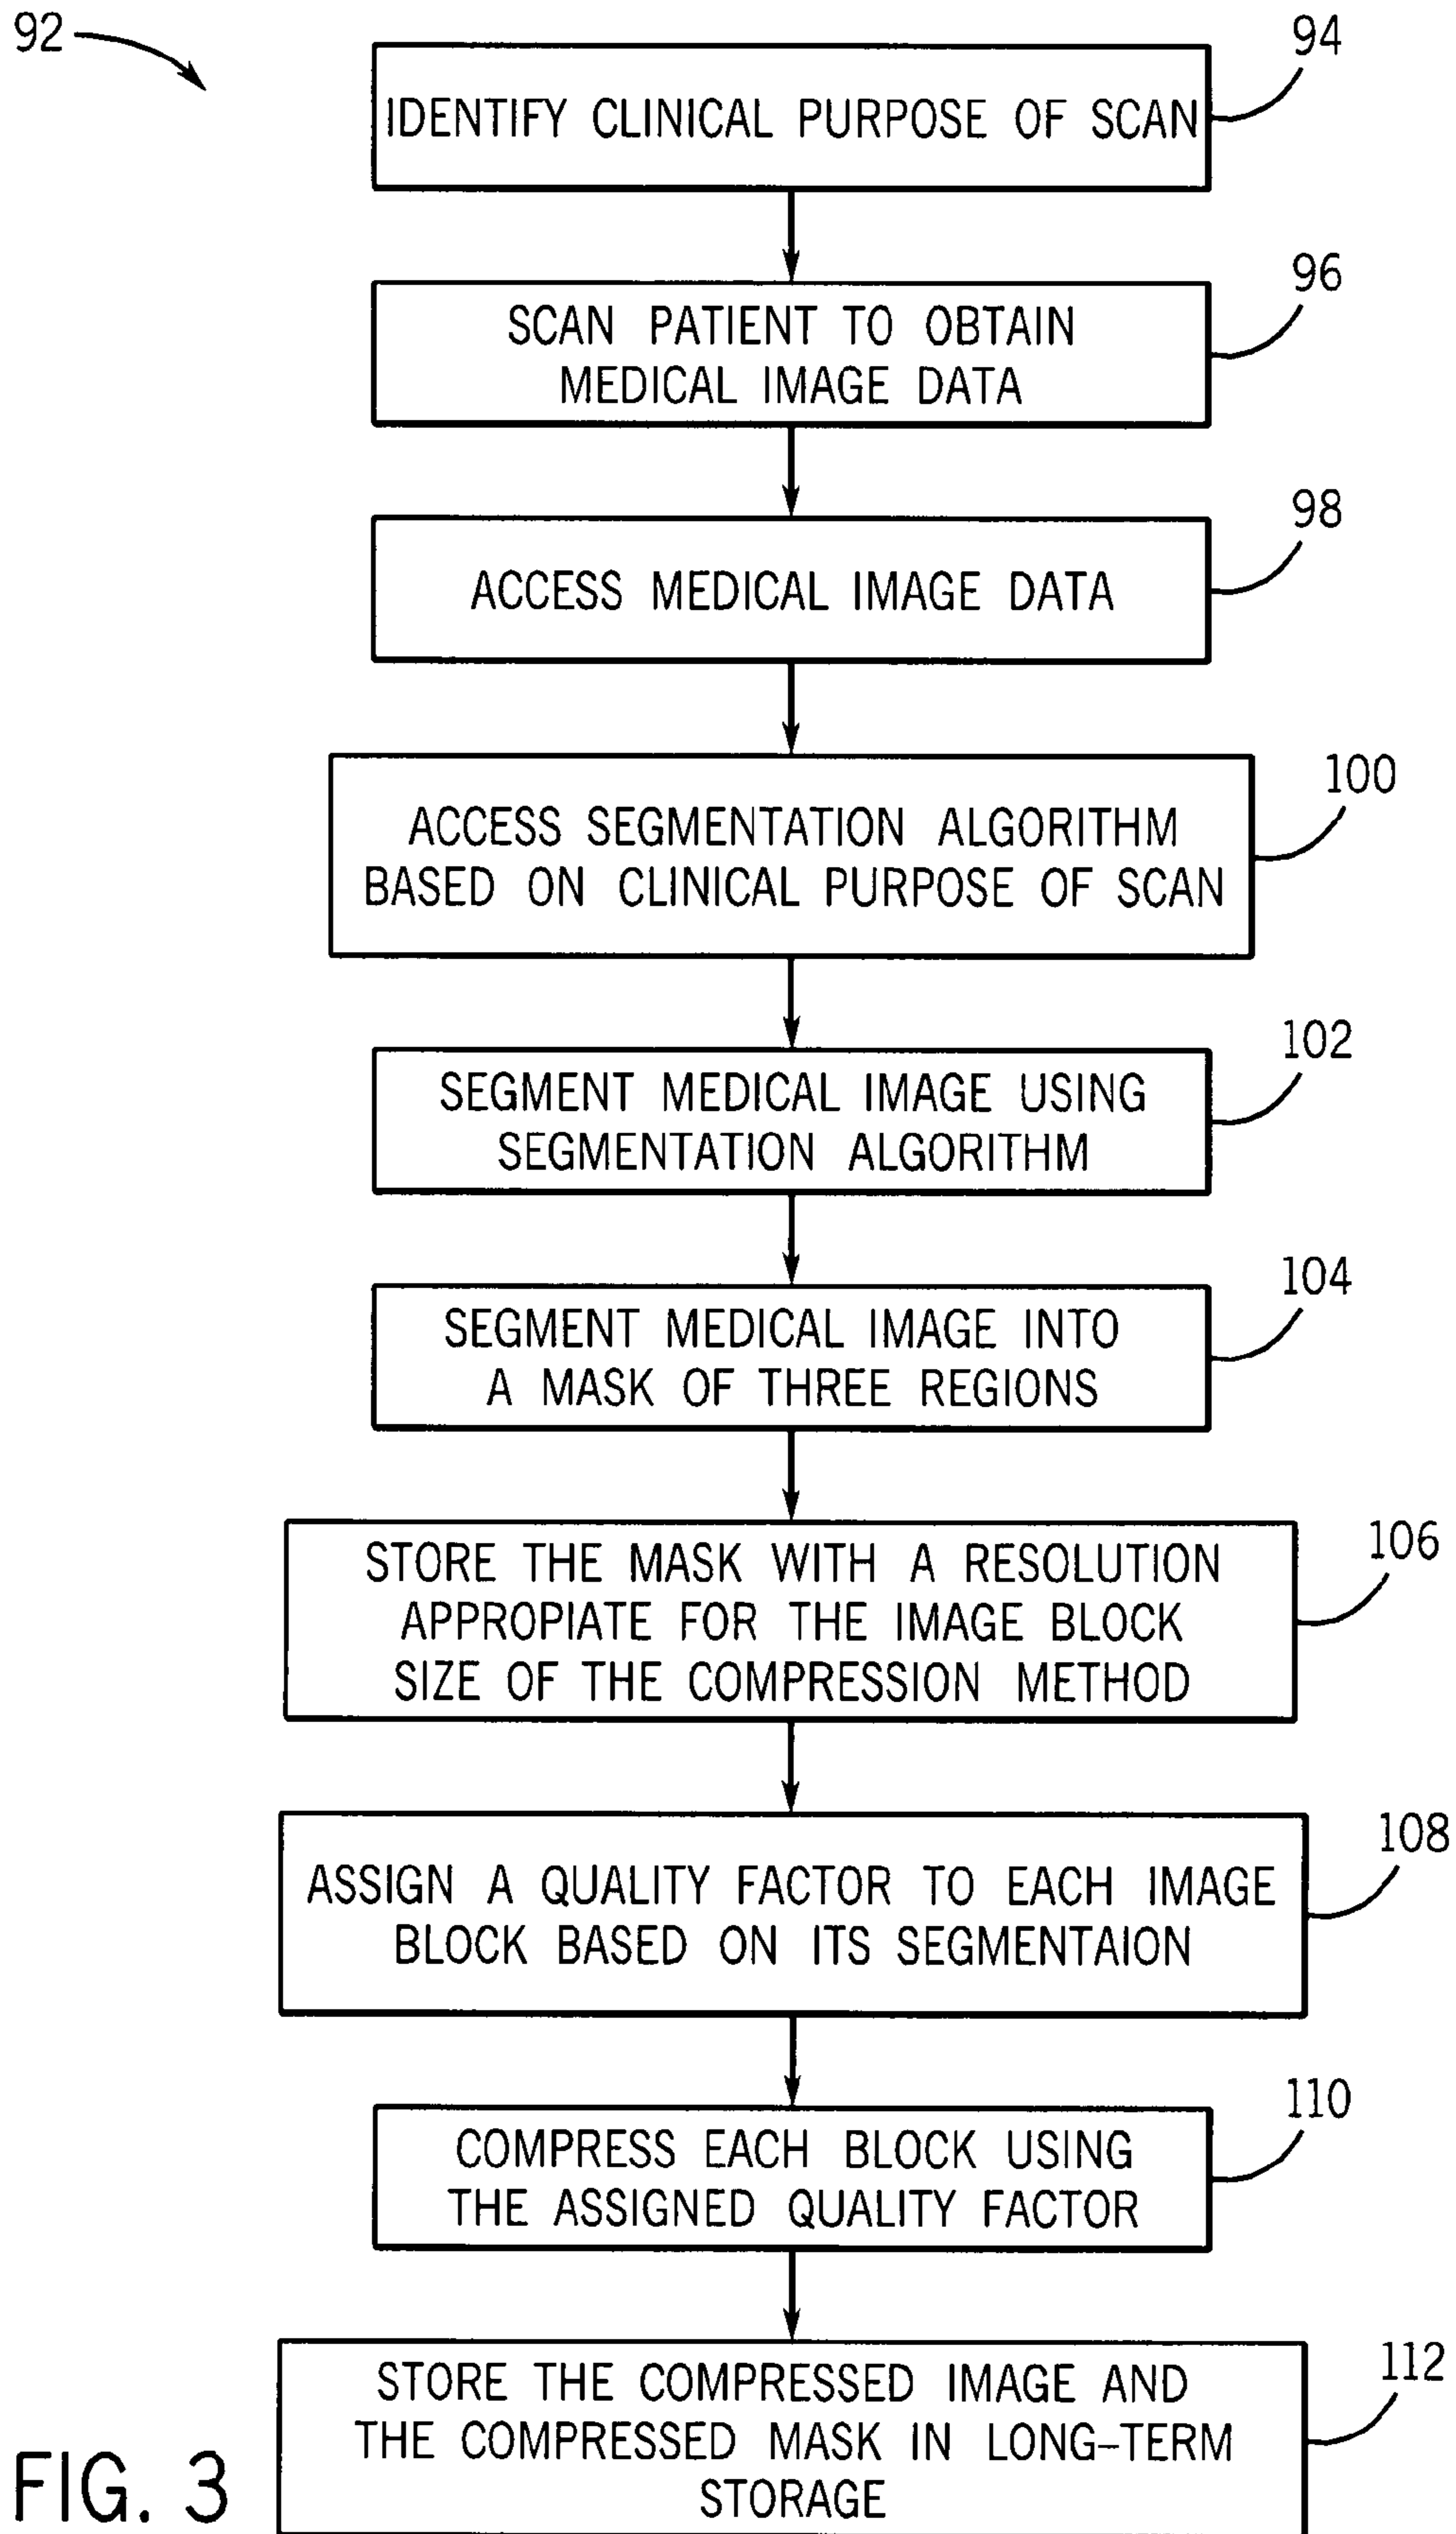 92
94
IDENTIFY CLINICAL PURPOSE OF SCAN
96
SCAN PATIENT TO OBTAIN
MEDICAL IMAGE DATA
98
ACCESS MEDICAL IMAGE DATA
100
ACCESS SEGMENTATION ALGORITHM
BASED ON CLINICAL PURPOSE OF SCAN
102
SEGMENT MEDICAL IMAGE USING
SEGMENTATION ALGORITHM
104
SEGMENT MEDICAL IMAGE INTO
A MASK OF THREE REGIONS
106
STORE THE MASK WITH A RESOLUTION
APPROPIATE FOR THE IMAGE BLOCK
SIZE OF THE COMPRESSION METHOD
108
ASSIGN A QUALITY FACTOR TO EACH IMAGE
BLOCK BASED ON ITS SEGMENTAION
110
COMPRESS EACH BLOCK USING
THE ASSIGNED QUALITY FACTOR
112
STORE THE COMPRESSED IMAGE AND
THE COMPRESSED MASK IN LONG-TERM
STORAGE
FIG. 3